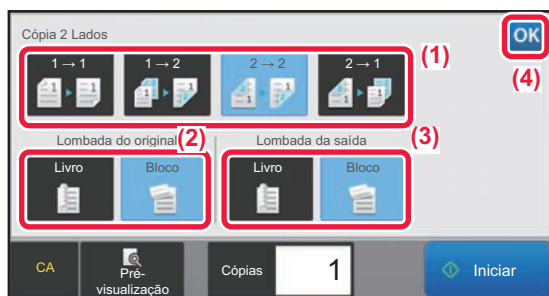 Cópia 2 Lados
OK
(1)
(4)
1 → 1
1 → 2
2 → 2
2 → 1
Lombada do original
(2)
Lombada da saída
(3)
Livro
Bloco
Livro
Bloco
CA
Pré-
visualização
Cópias
1
Iniciar